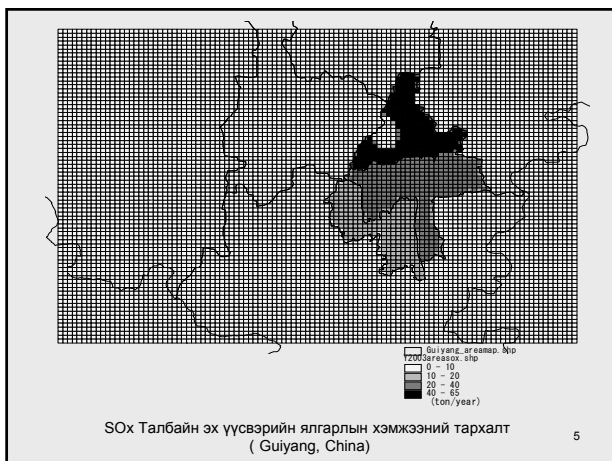 Guiyang_areamap.shp
Y2003areasox.shp
0 - 10
10 - 20
20 - 40
40 - 65
(ton/year)
SOx Талбайн эх үүсвэрийн ялгарлын хэмжээний тархалт
( Guiyang, China)
5